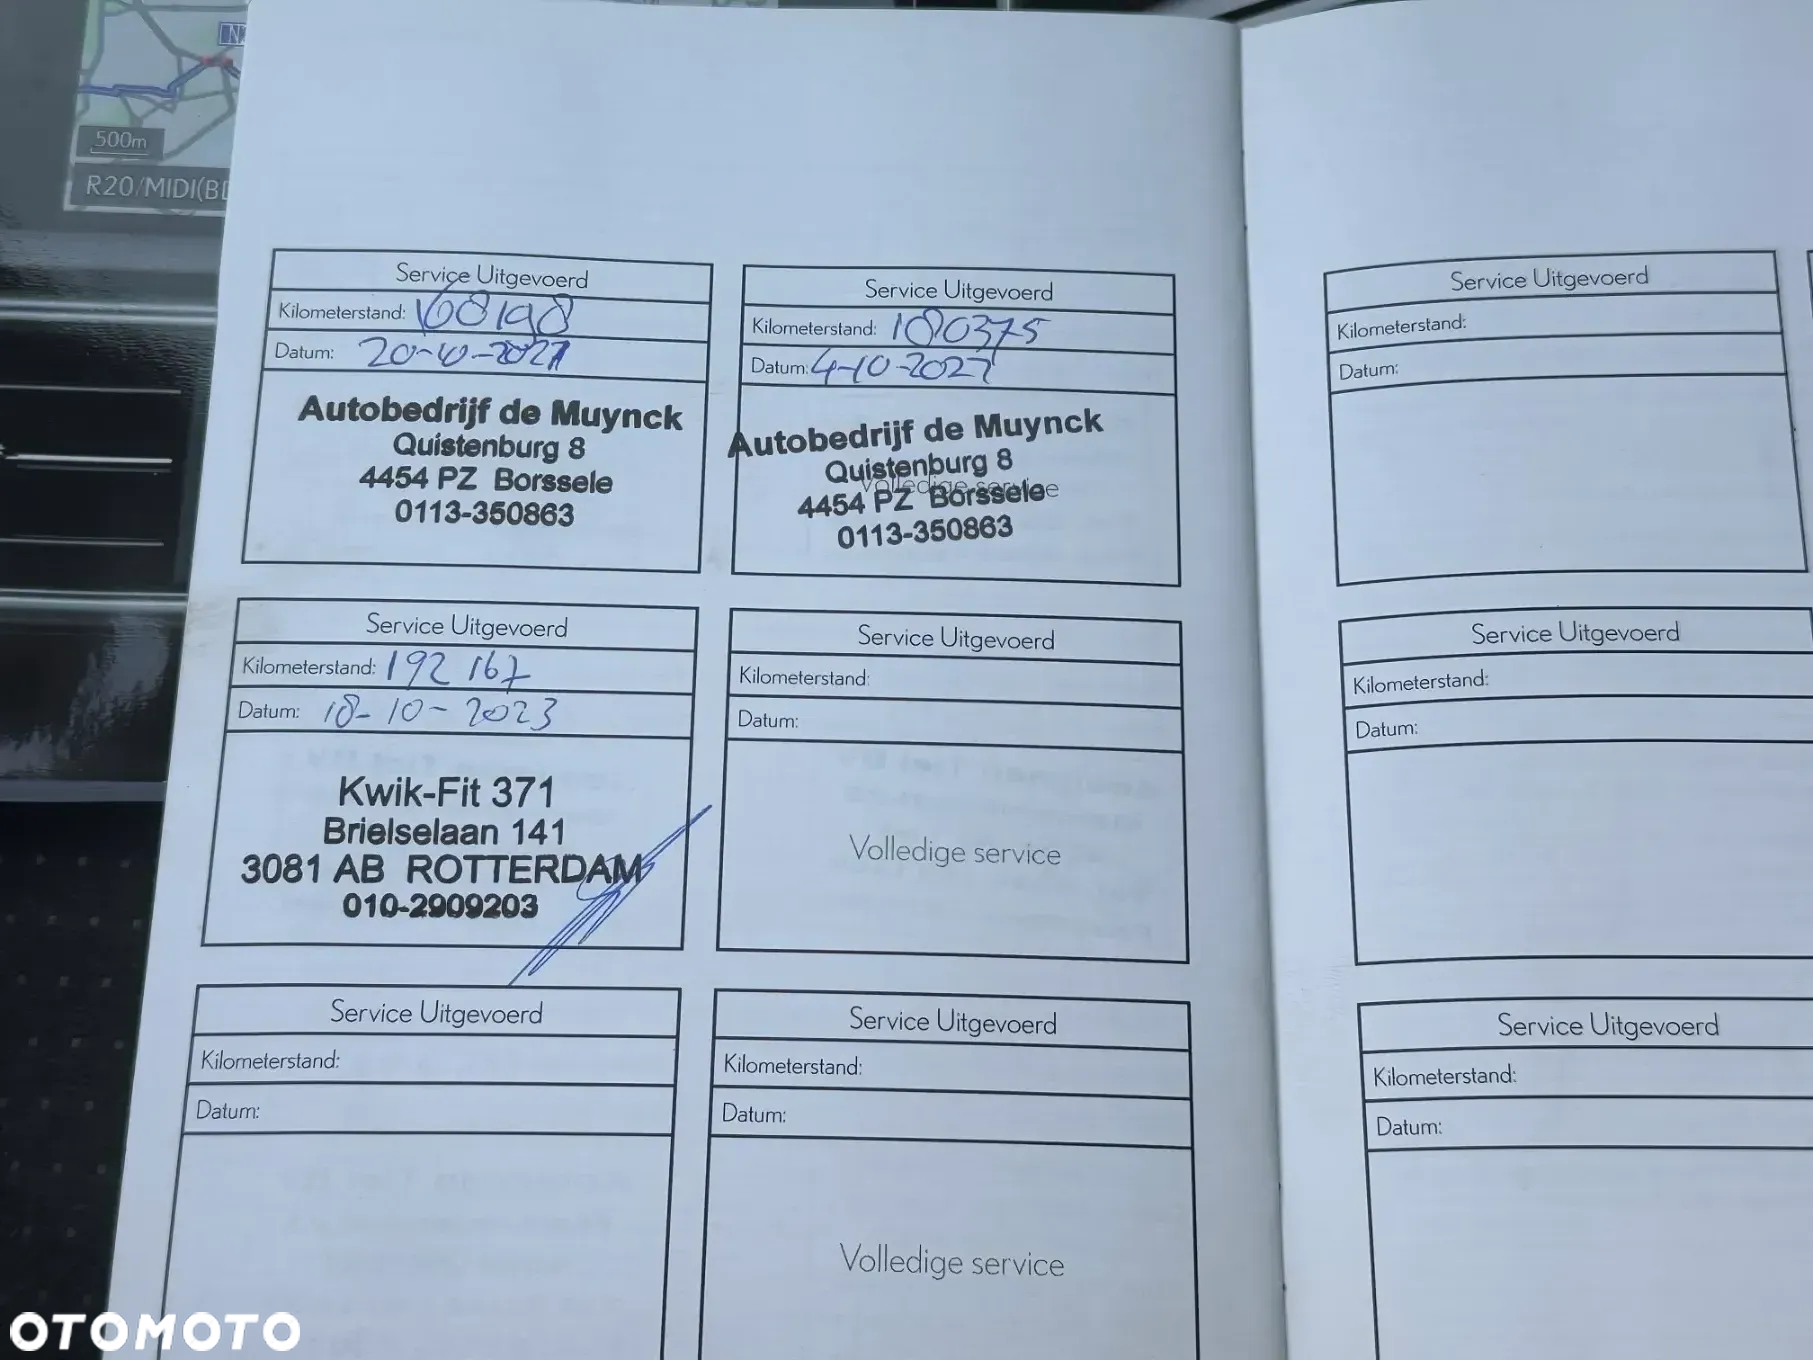 500m
R20/MIDI(BD
Service Uitgevoerd
Kilometerstand: 168198
Datum: 20-10-2021
Autobedrijf de Muynck
Quistenburg 8
4454 PZ Borssele
0113-350863
Service Uitgevoerd
Kilometerstand: 180375
Datum: 4-10-2022
Volledige service
Autobedrijf de Muynck
Quistenburg 8
4454 PZ Borssele
0113-350863
Service Uitgevoerd
Kilometerstand: 192 167
Datum: 18-10-2023
Kwik-Fit 371
Brielselaan 141
3081 AB ROTTERDAM
010-2909203
Service Uitgevoerd
Kilometerstand:
Datum:
Volledige service
Service Uitgevoerd
Kilometerstand:
Datum:
Service Uitgevoerd
Kilometerstand:
Datum:
Volledige service
Service Uitgevoerd
Kilometerstand:
Datum:
Service Uitgevoerd
Kilometerstand:
Datum:
Service Uitgevoerd
Kilometerstand:
Datum:
OTOMOTO